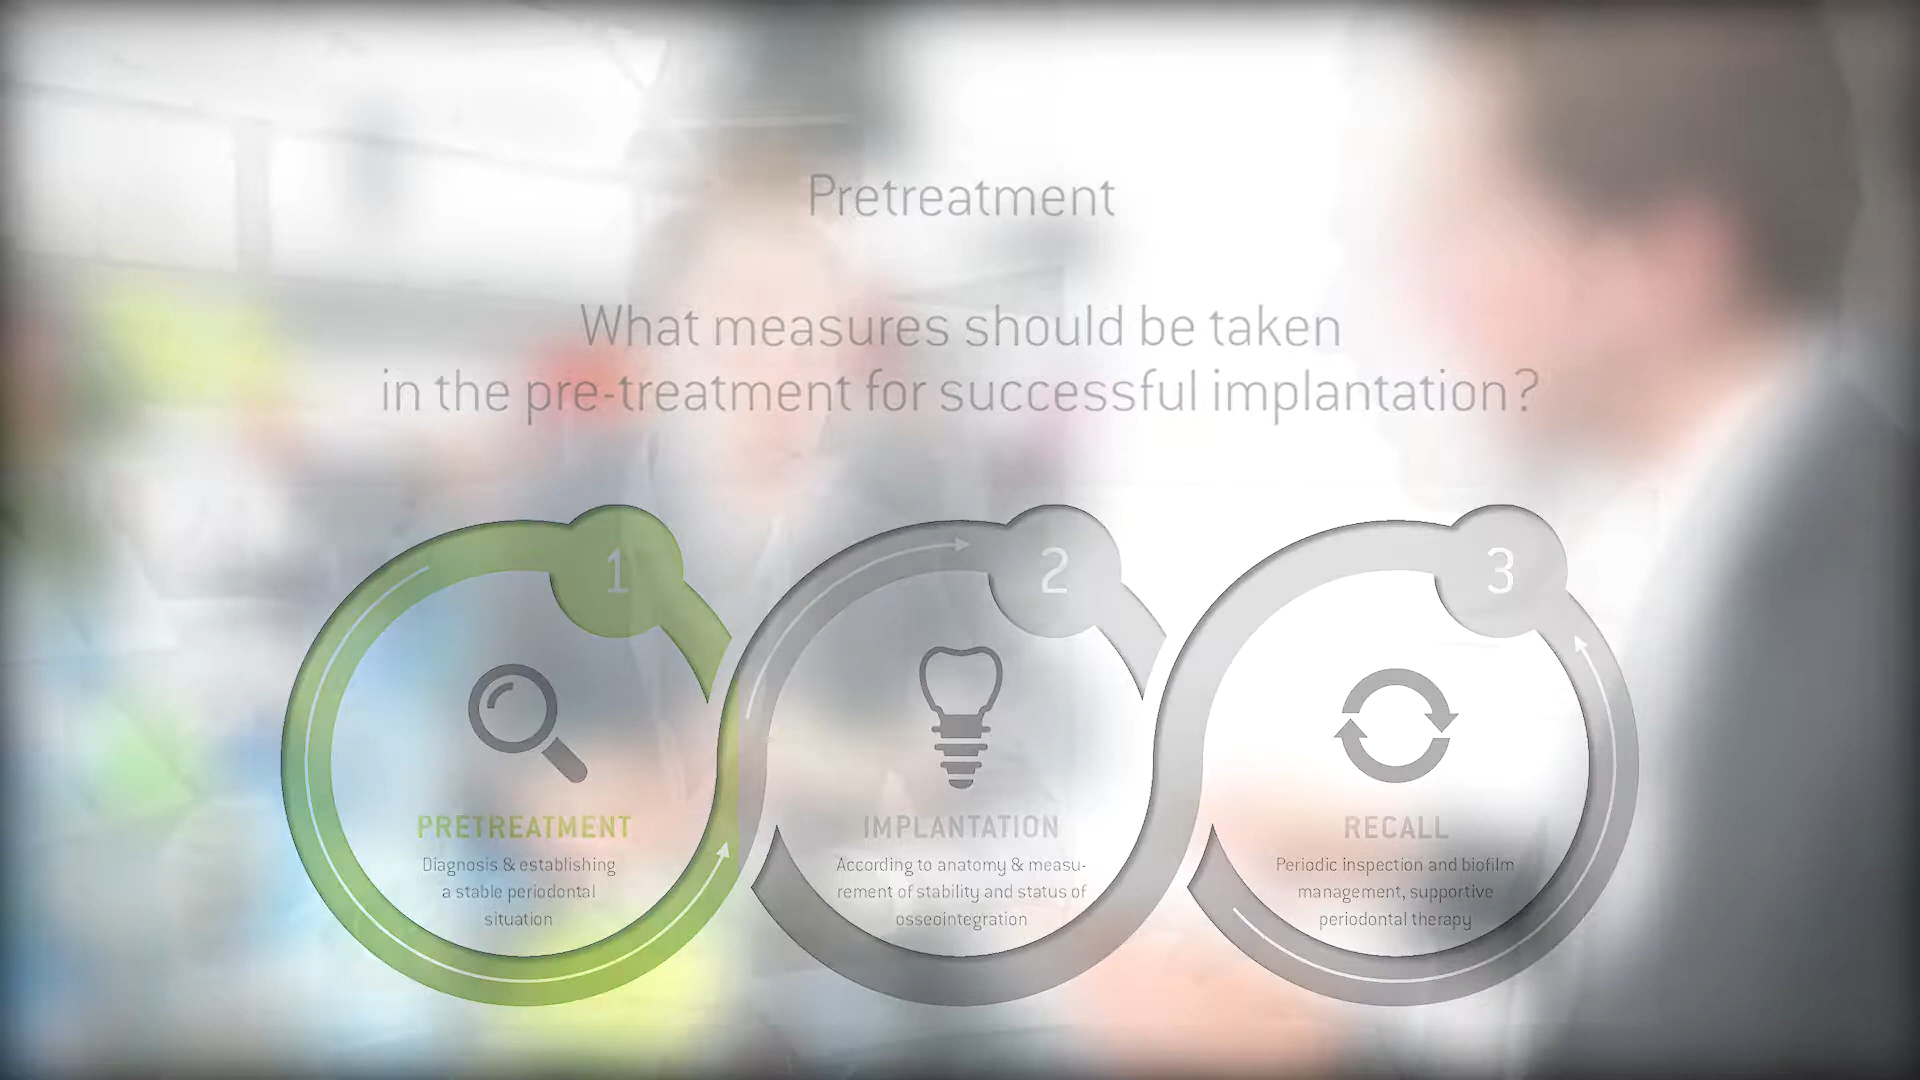 Pretreatment
What measures should be taken
in the pre-treatment for successful implantation?
1
2
3
PRETREATMENT
Diagnosis & establishing
a stable periodontal
situation
IMPLANTATION
According to anatomy & measu-
rement of stability and status of
osseointegration
RECALL
Periodic inspection and biofilm
management, supportive
periodontal therapy